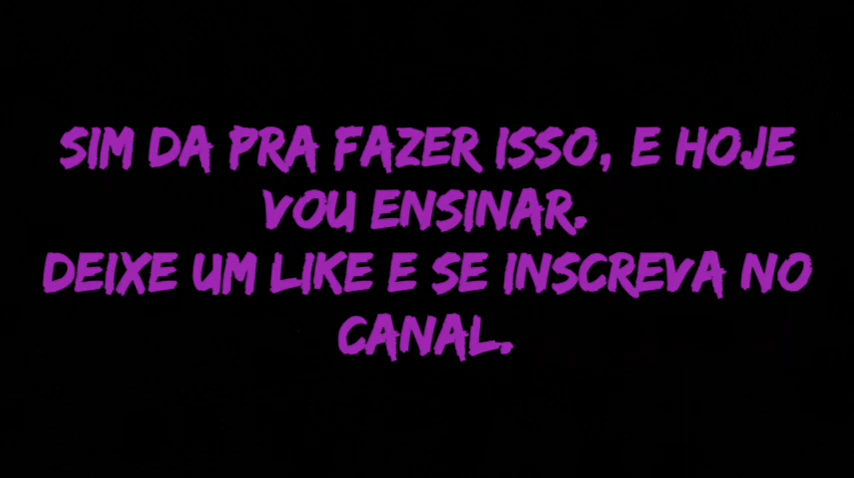 SIM DA PRA FAZER ISSO, E HOJE
VOU ENSINAR.
DEIXE UM LIKE E SE INSCREVA NO
CANAL.